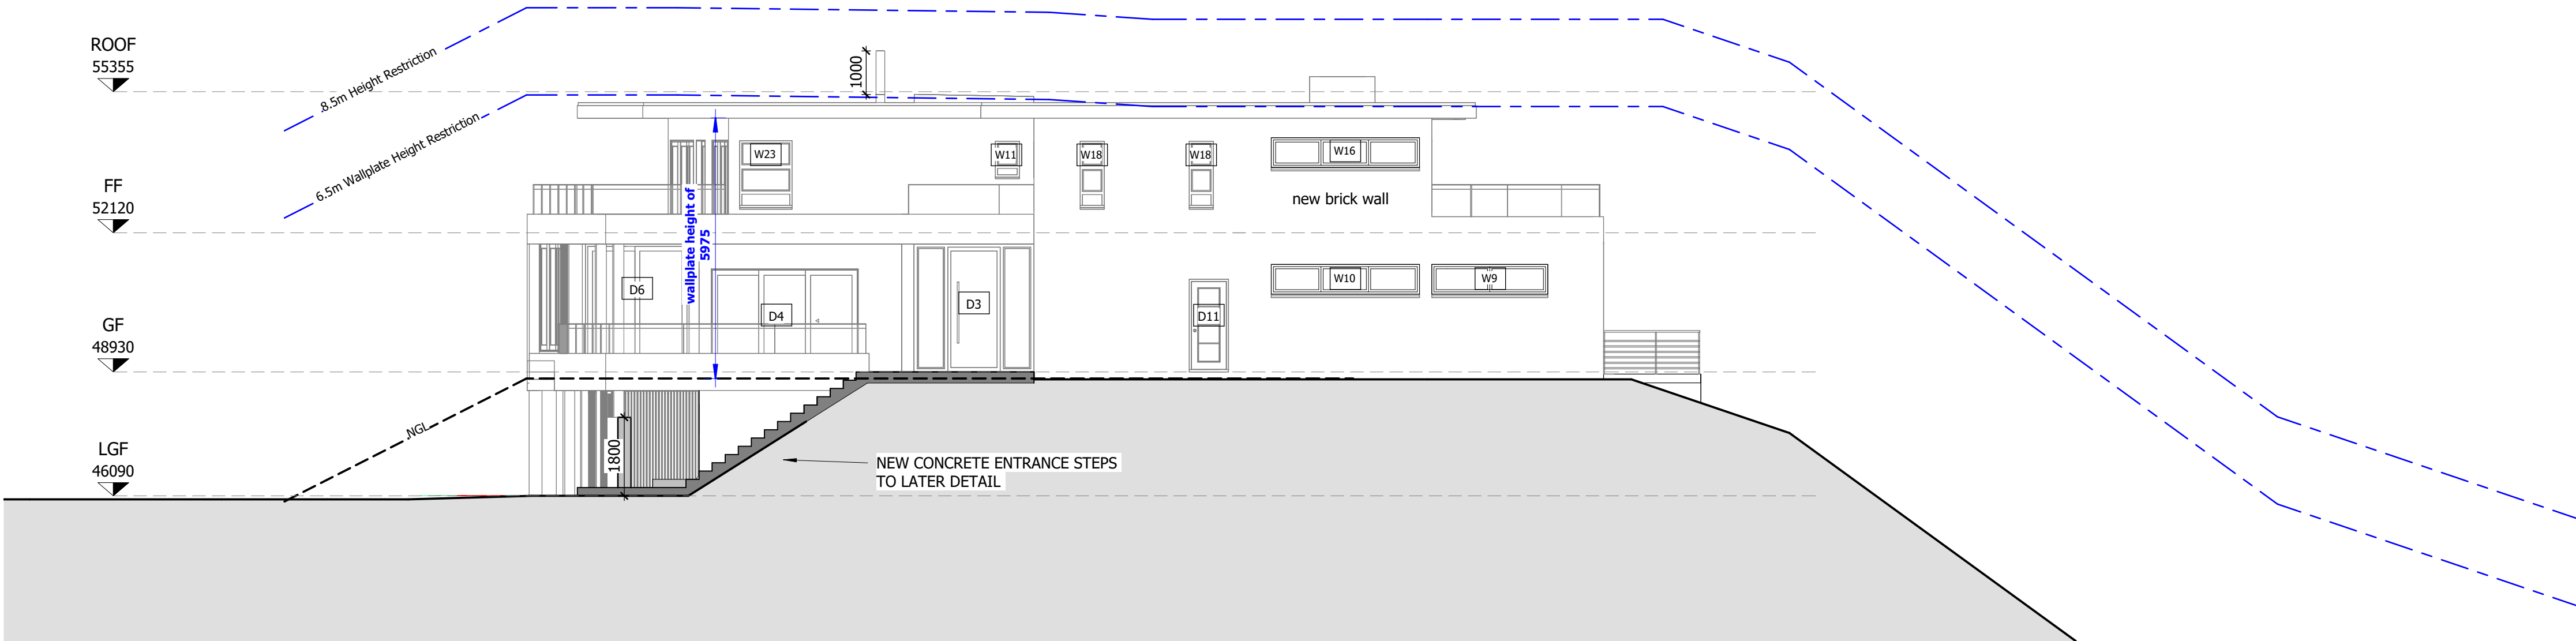 ROOF
55355
8.5m Height Restriction
1000
6.5m Wallplate Height Restriction
W23
W11
W18
W18
W16
FF
52120
new brick wall
wallplate height of
5975
D6
D4
D3
D11
W10
W9
GF
48930
NGL
LGF
46090
1800
NEW CONCRETE ENTRANCE STEPS
TO LATER DETAIL